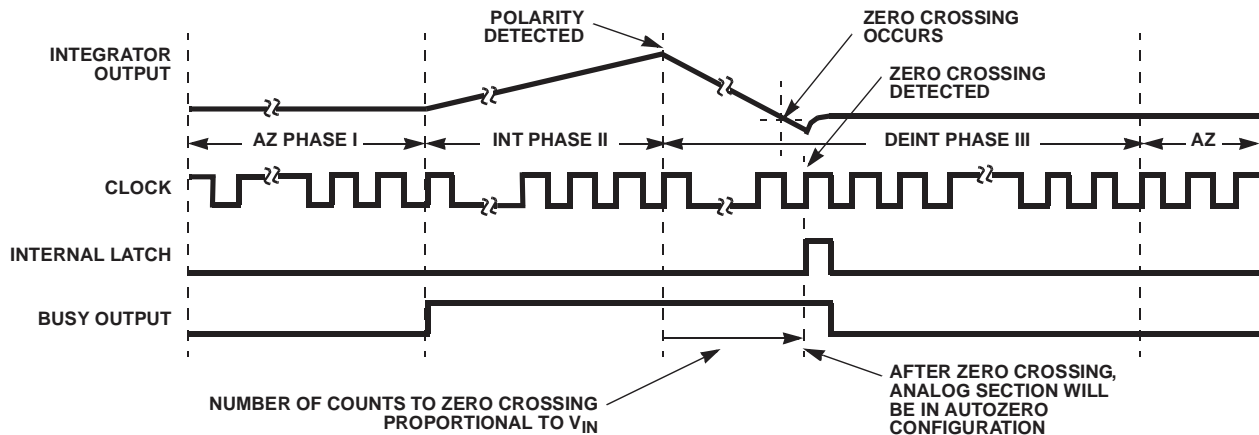 POLARITY
DETECTED
ZERO CROSSING
OCCURS
INTEGRATOR
OUTPUT
ZERO CROSSING
DETECTED
AZ PHASE I
INT PHASE II
DEINT PHASE III
AZ
CLOCK
INTERNAL LATCH
BUSY OUTPUT
NUMBER OF COUNTS TO ZERO CROSSING
PROPORTIONAL TO VIN
AFTER ZERO CROSSING,
ANALOG SECTION WILL
BE IN AUTOZERO
CONFIGURATION